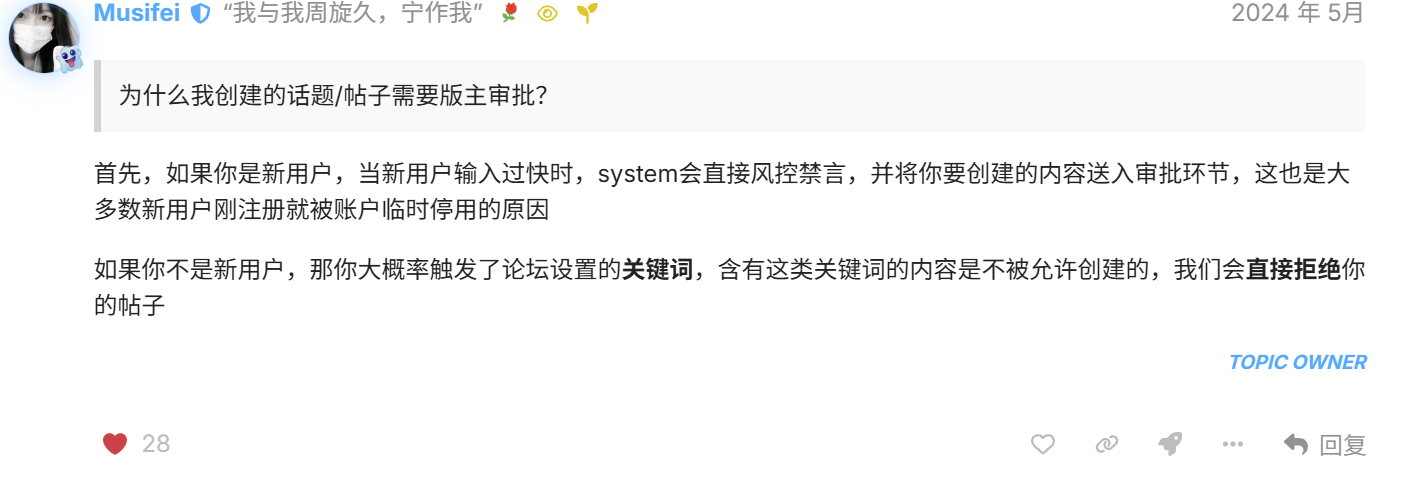 Musifei “我与我周旋久，宁作我” 2024 年 5月
为什么我创建的话题/帖子需要版主审批？
首先，如果你是新用户，当新用户输入过快时，system会直接风控禁言，并将你要创建的内容送入审批环节，这也是大
多数新用户刚注册就被账户临时停用的原因
如果你不是新用户，那你大概率触发了论坛设置的关键词，含有这类关键词的内容是不被允许创建的，我们会直接拒绝你
的帖子
TOPIC OWNER
28 回复